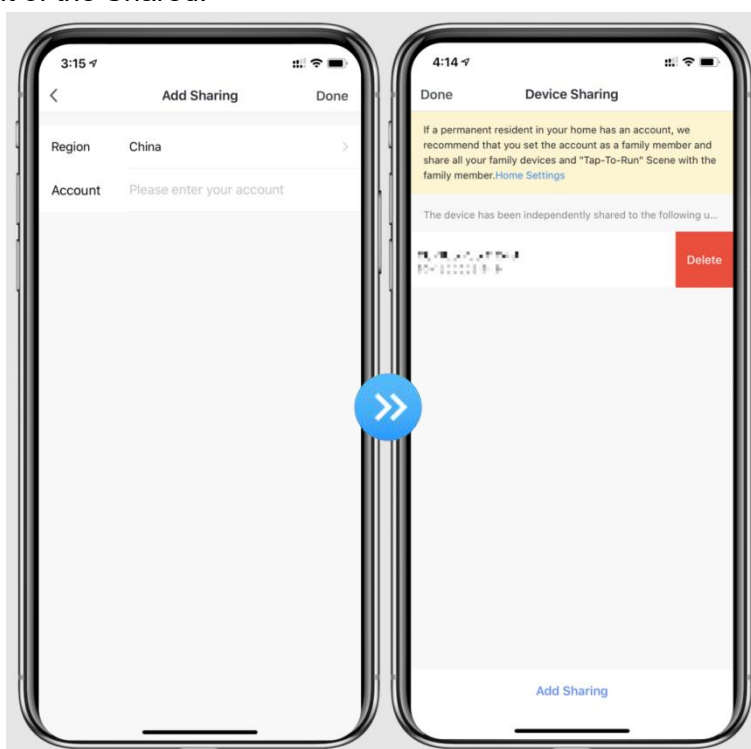 3:15
Add Sharing
Done
Region China
Account Please enter your account
4:14
Done
Device Sharing
If a permanent resident in your home has an account, we
recommend that you set the account as a family member and
share all your family devices and "Tap-To-Run" Scene with the
family member.Home Settings
The device has been independently shared to the following u...
Delete
Add Sharing